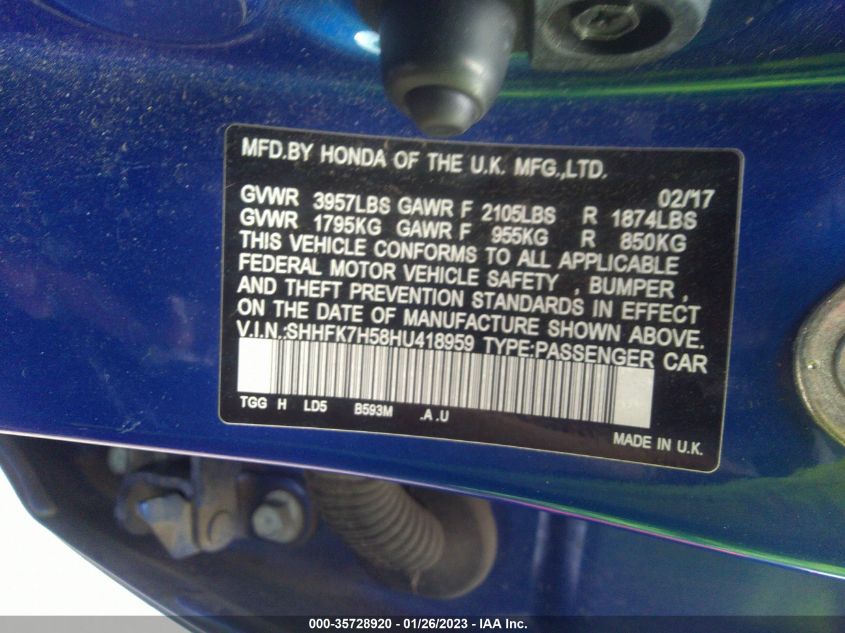 MFD.BY HONDA OF THE U.K. MFG.,LTD.
02/17
GVWR 3957LBS GAWR F 2105LBS R 1874LBS
GVWR 1795KG GAWR F 955KG R 850KG
THIS VEHICLE CONFORMS TO ALL APPLICABLE
FEDERAL MOTOR VEHICLE SAFETY , BUMPER ,
AND THEFT PREVENTION STANDARDS IN EFFECT
ON THE DATE OF MANUFACTURE SHOWN ABOVE.
V.I.N.:SHHFK7H58HU418959 TYPE:PASSENGER CAR
TGG H LD5 B593M .A .U
MADE IN U.K.
000-35728920 - 01/26/2023 - IAA Inc.